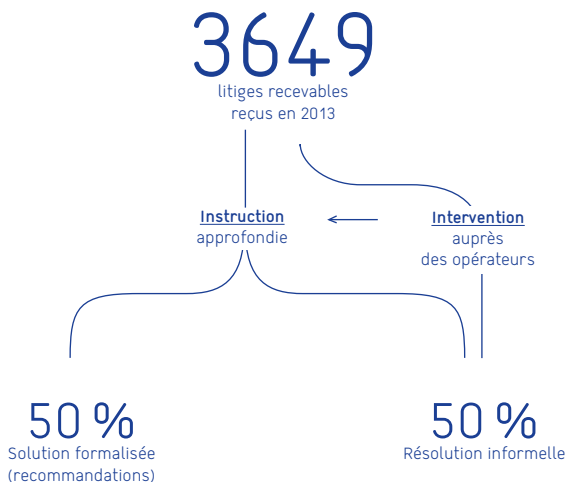 3649
litiges recevables
reçus en 2013
Instruction
approfondie
Intervention
auprès
des opérateurs
50 %
Solution formalisée
(recommandations)
50 %
Résolution informelle